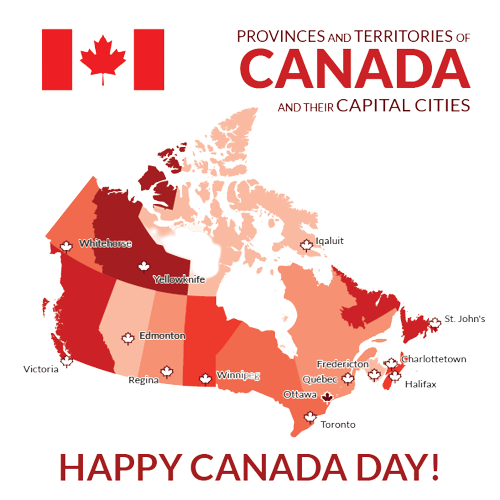 PROVINCES AND TERRITORIES OF
CANADA
AND THEIR CAPITAL CITIES
Iqaluit
Whitehorse
Yellowknife
St. John's
Edmonton
Charlottetown
Fredericton
Victoria
Regina
Winnipeg
Québec
Halifax
Ottawa
Toronto
HAPPY CANADA DAY!